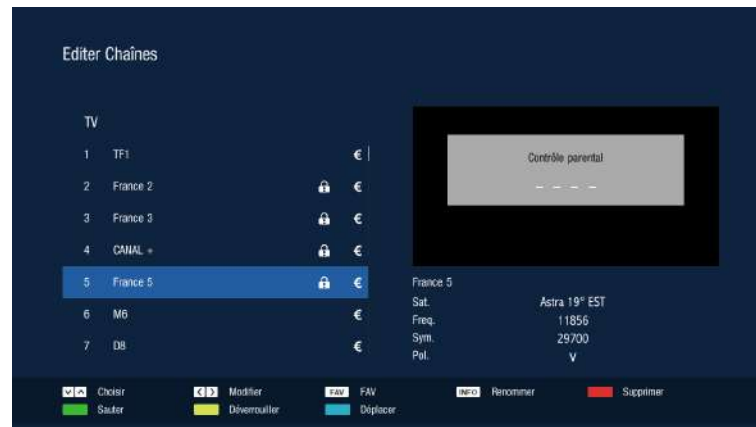 Editer Chaînes
TV
1 TF1 €
2 France 2 €
3 France 3 €
4 CANAL + €
5 France 5 €
6 M6 €
7 D8 €
Contrôle parental
_ _ _ _
France 5
Sat. Astra 19° EST
Freq. 11856
Sym. 29700
Pol. V
Choisir Modifier FAV FAV INFO Renommer Supprimer
Sauter Déverrouiller Déplacer